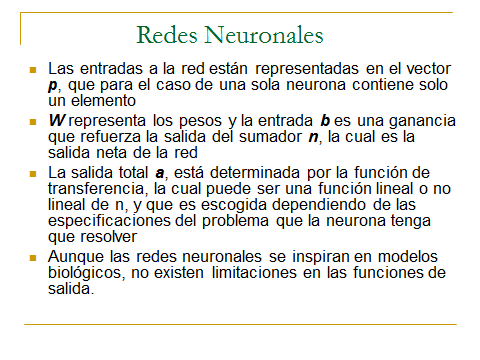 Redes Neuronales
Las entradas a la red están representadas en el vector
p, que para el caso de una sola neurona contiene solo
un elemento
W representa los pesos y la entrada b es una ganancia
que refuerza la salida del sumador n, la cual es la
salida neta de la red
La salida total a, está determinada por la función de
transferencia, la cual puede ser una función lineal o no
lineal de n, y que es escogida dependiendo de las
especificaciones del problema que la neurona tenga
que resolver
Aunque las redes neuronales se inspiran en modelos
biológicos, no existen limitaciones en las funciones de
salida.